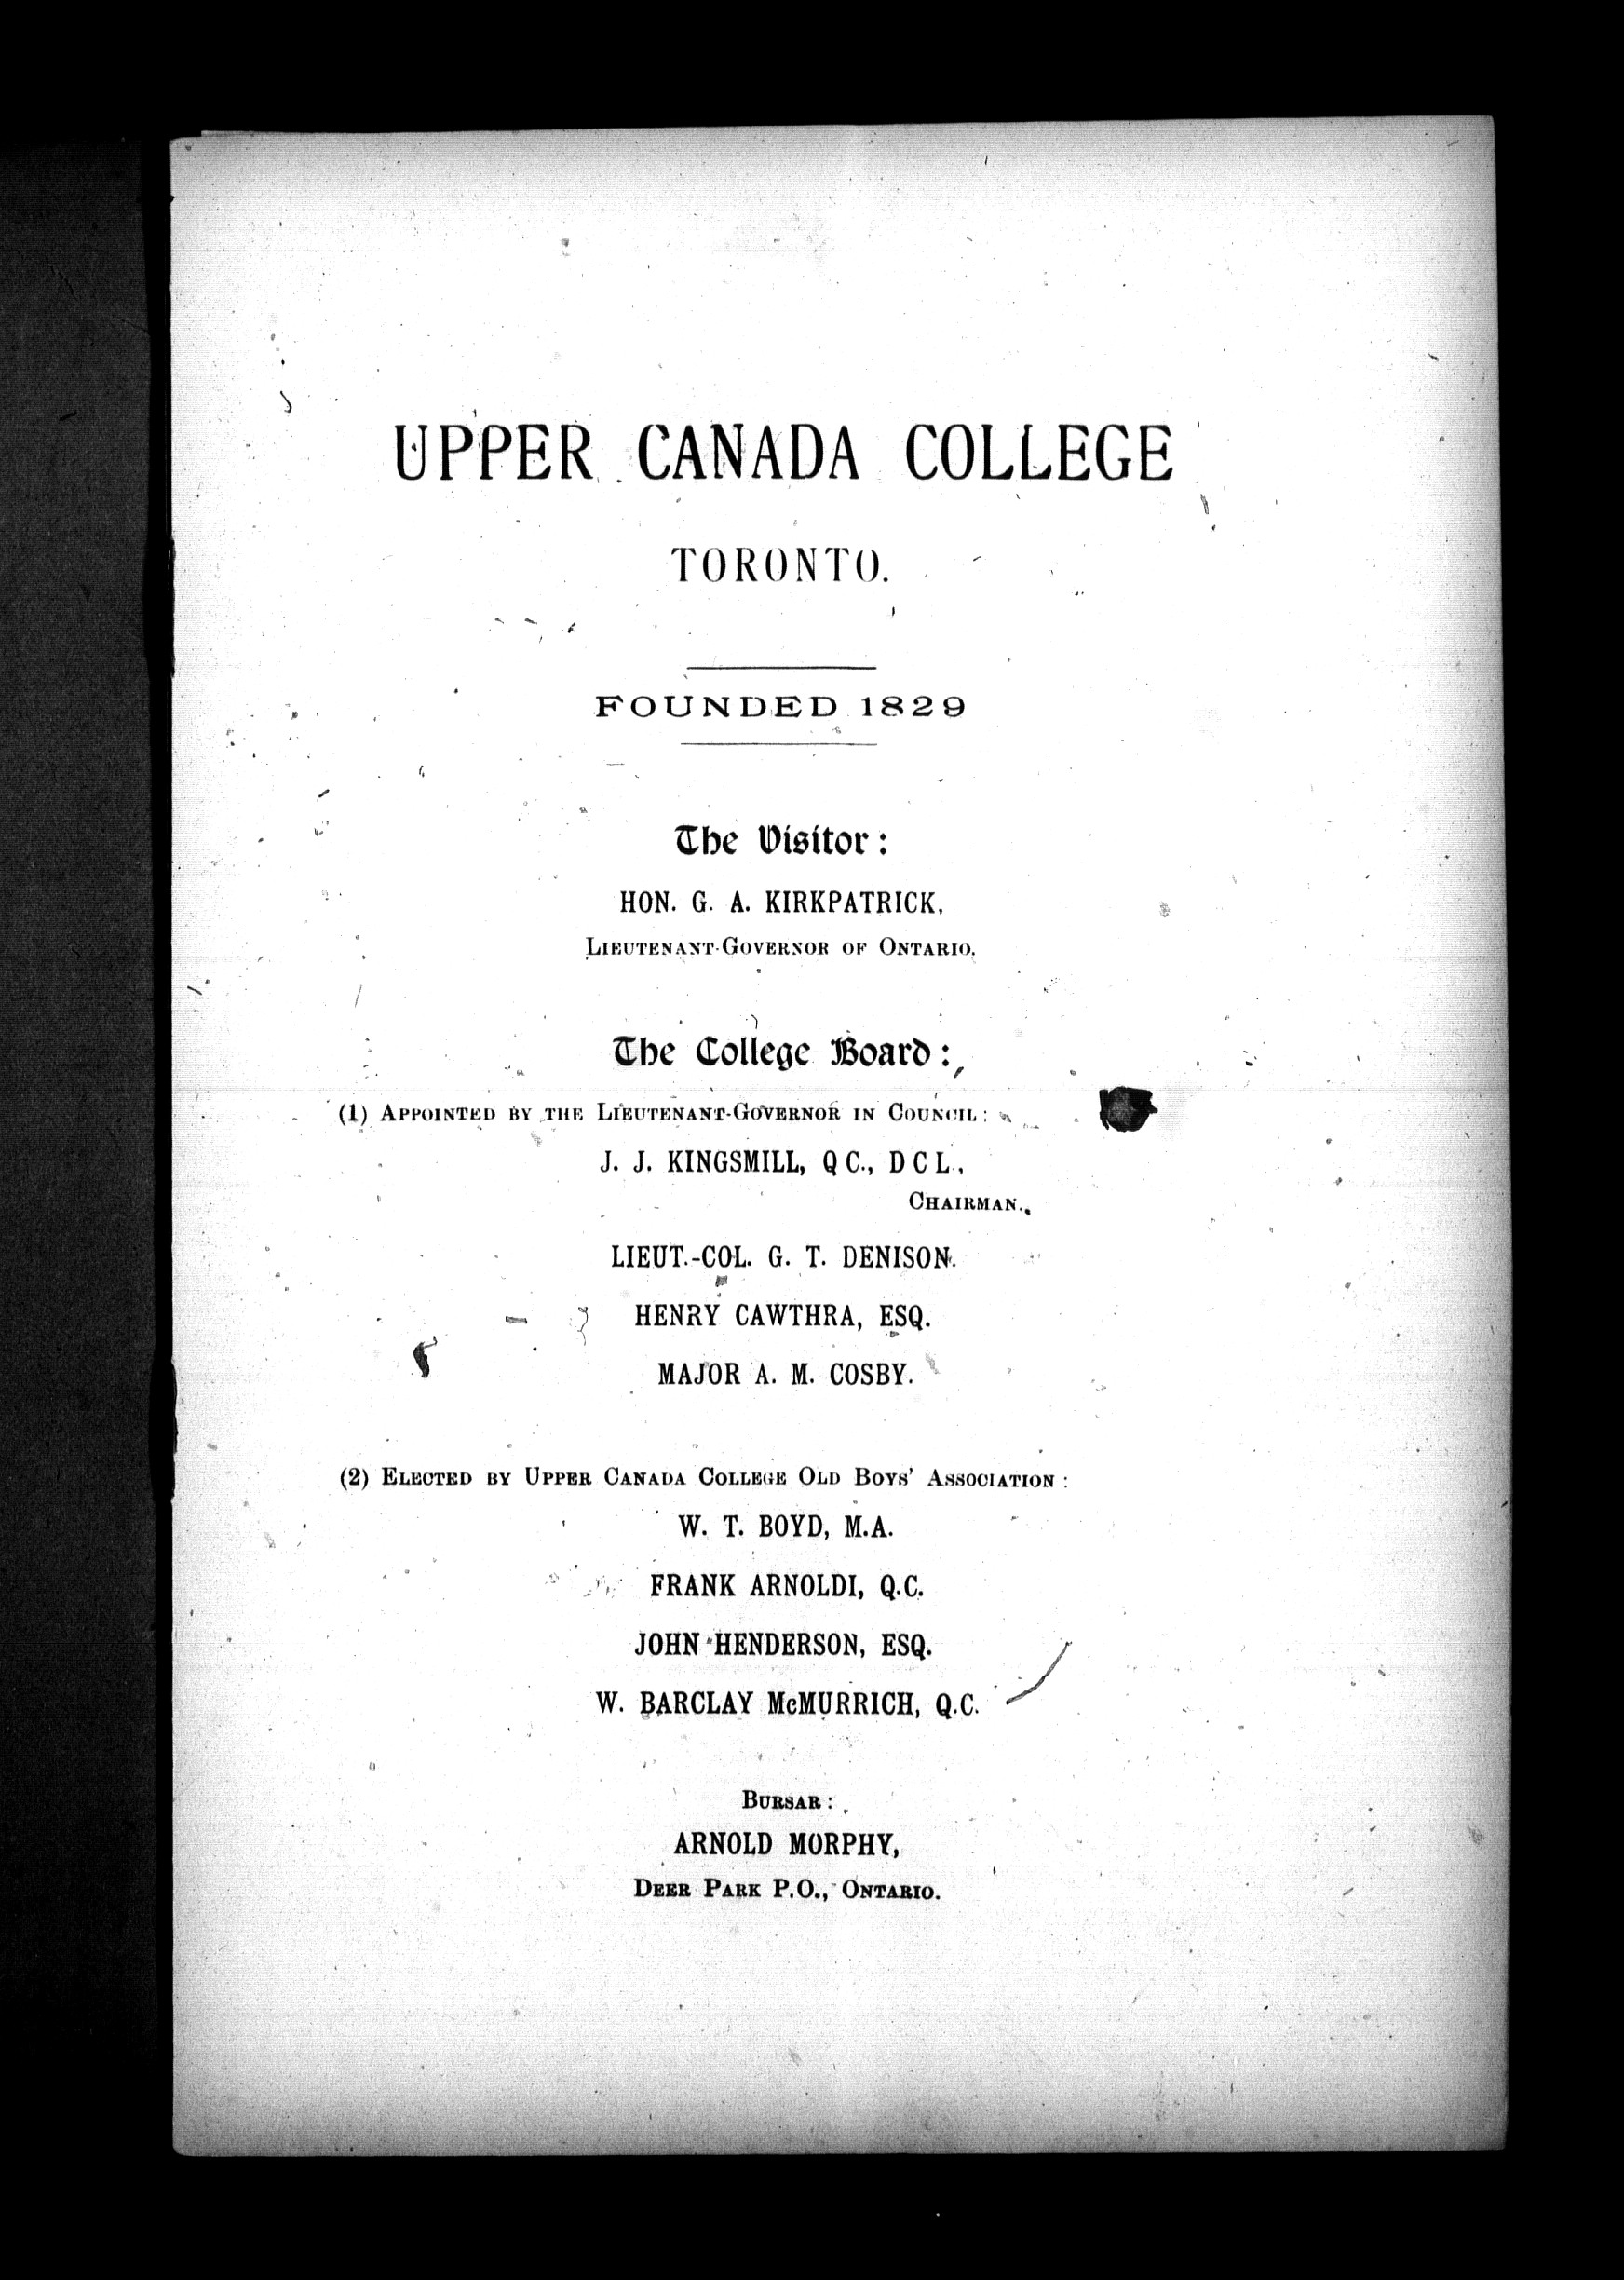 UPPER CANADA COLLEGE
TORONTO.
FOUNDED 1829
The Visitor:
HON. G. A. KIRKPATRICK,
LIEUTENANT-GOVERNOR OF ONTARIO.
The College Board:
(1) APPOINTED BY THE LIEUTENANT-GOVERNOR IN COUNCIL:
J. J. KINGSMILL, Q C., D C L.,
CHAIRMAN.
LIEUT.-COL. G. T. DENISON.
HENRY CAWTHRA, ESQ.
MAJOR A. M. COSBY.
(2) ELECTED BY UPPER CANADA COLLEGE OLD BOYS' ASSOCIATION:
W. T. BOYD, M.A.
FRANK ARNOLDI, Q.C.
JOHN HENDERSON, ESQ.
W. BARCLAY McMURRICH, Q.C.
BURSAR:
ARNOLD MORPHY,
DEER PARK P.O., ONTARIO.